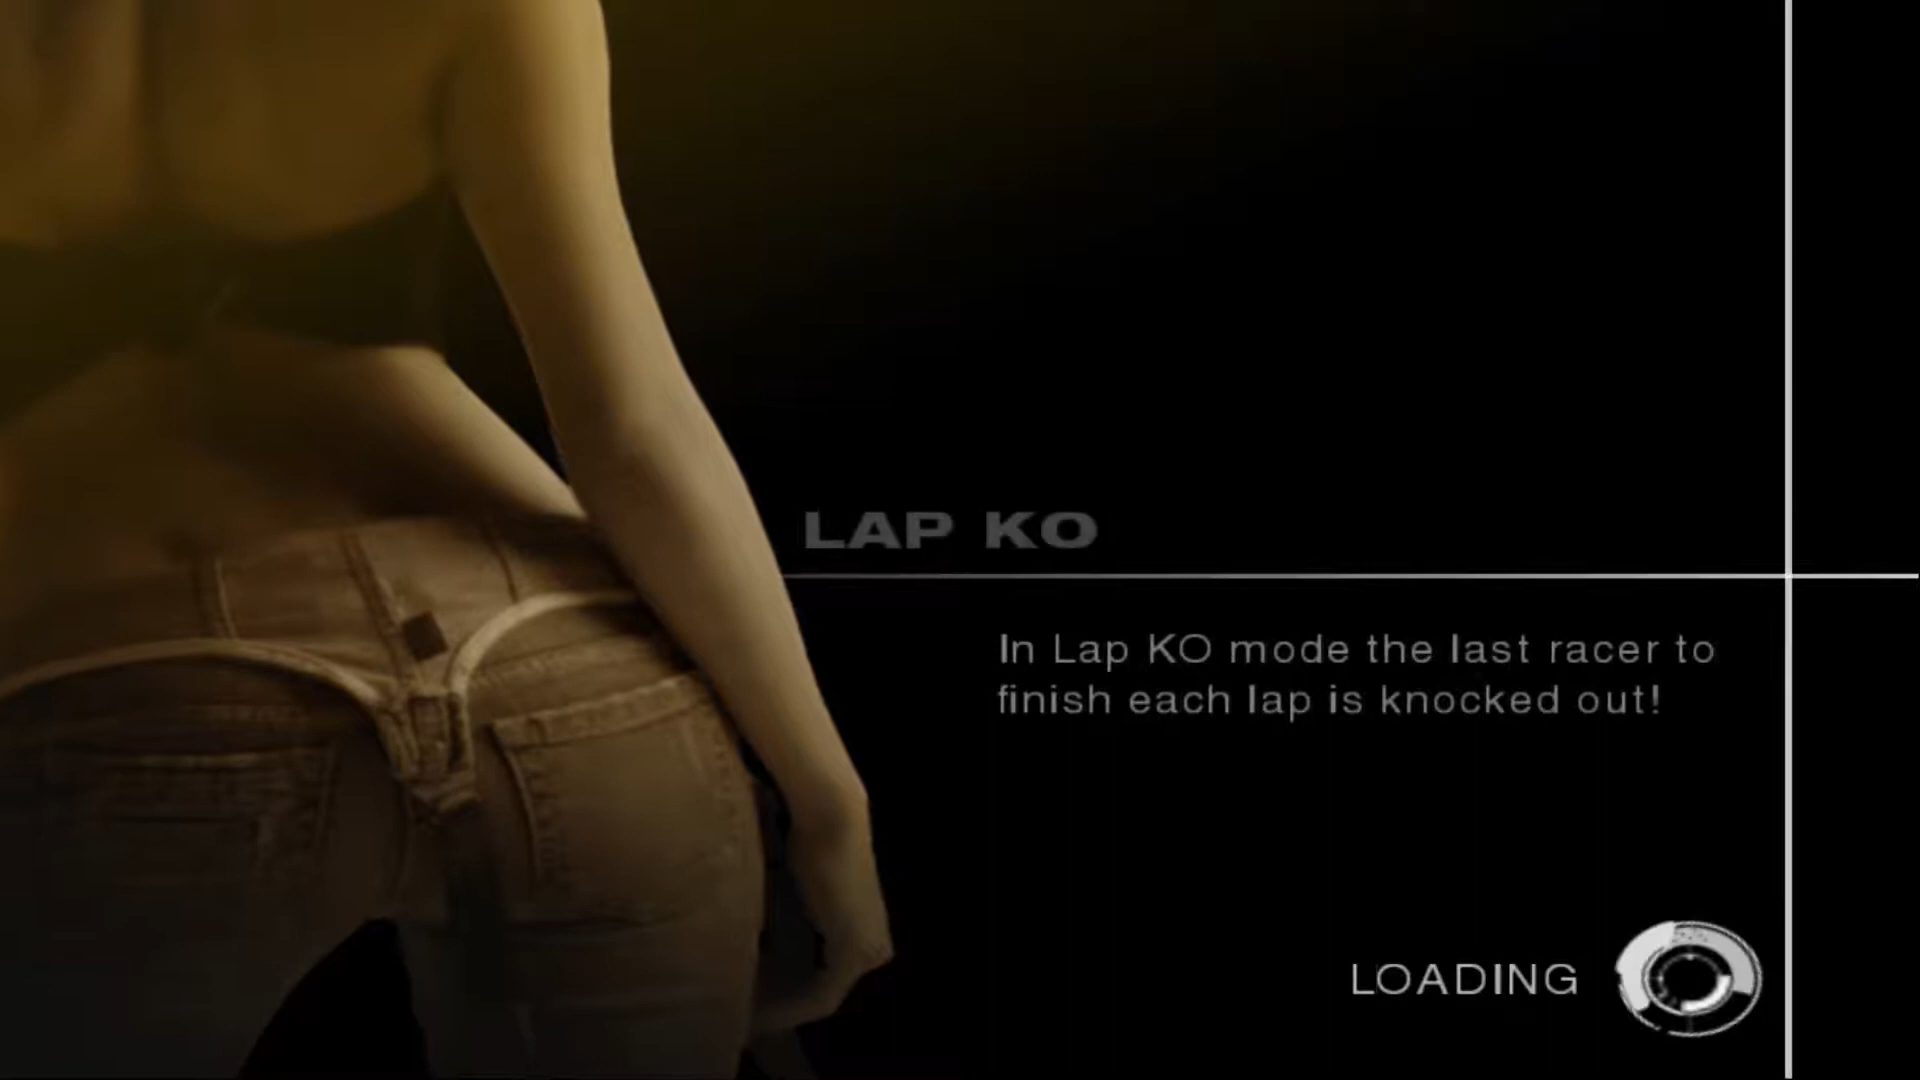 LAP KO
In Lap KO mode the last racer to
finish each lap is knocked out!
LOADING